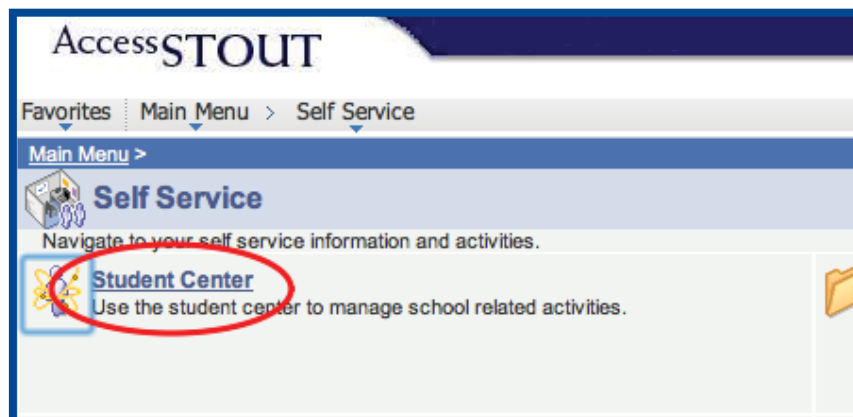 AccessSTOUT
Favorites Main Menu > Self Service
Main Menu >
Self Service
Navigate to your self service information and activities.
Student Center
Use the student center to manage school related activities.